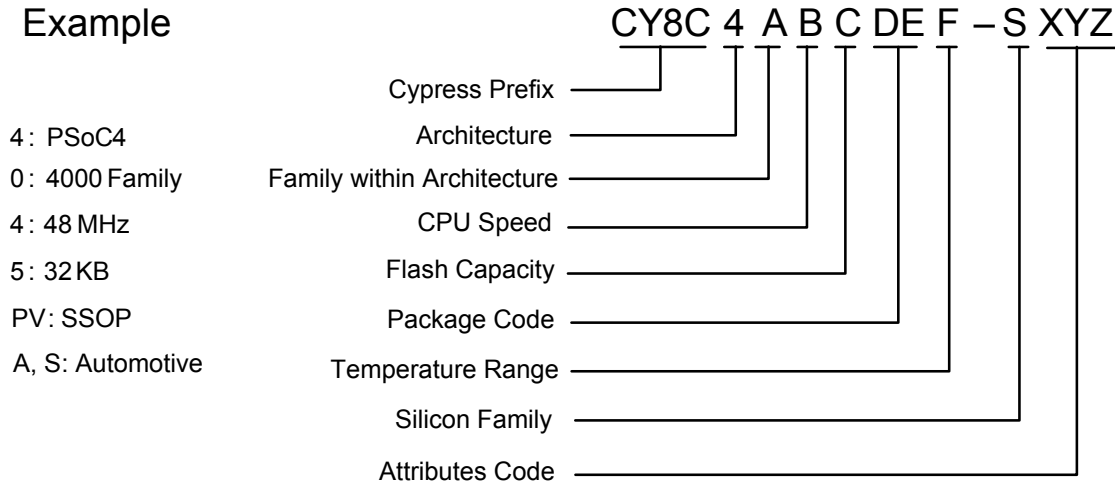 Example CY8C 4 A B C DE F – S XYZ
Cypress Prefix
4: PSoC4 Architecture
0: 4000 Family Family within Architecture
4: 48 MHz CPU Speed
5: 32 KB Flash Capacity
PV: SSOP Package Code
A, S: Automotive Temperature Range
Silicon Family
Attributes Code